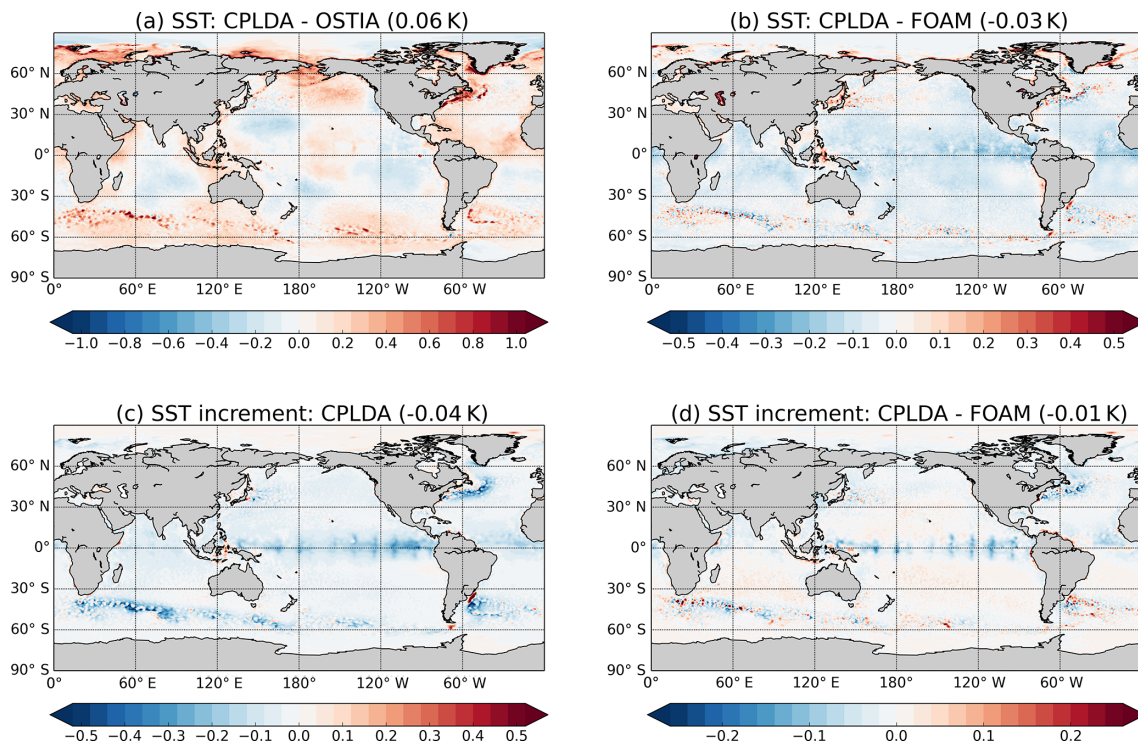 (a) SST: CPLDA - OSTIA (0.06 K)
(b) SST: CPLDA - FOAM (-0.03 K)
60° N
30° N
0°
30° S
60° S
90° S
0° 60° E 120° E 180° 120° W 60° W
−1.0 −0.8 −0.6 −0.4 −0.2 0.0 0.2 0.4 0.6 0.8 1.0
60° N
30° N
0°
30° S
60° S
90° S
0° 60° E 120° E 180° 120° W 60° W
−0.5 −0.4 −0.3 −0.2 −0.1 0.0 0.1 0.2 0.3 0.4 0.5
(c) SST increment: CPLDA (-0.04 K)
(d) SST increment: CPLDA - FOAM (-0.01 K)
60° N
30° N
0°
30° S
60° S
90° S
0° 60° E 120° E 180° 120° W 60° W
−0.5 −0.4 −0.3 −0.2 −0.1 0.0 0.1 0.2 0.3 0.4 0.5
60° N
30° N
0°
30° S
60° S
90° S
0° 60° E 120° E 180° 120° W 60° W
−0.2 −0.1 0.0 0.1 0.2